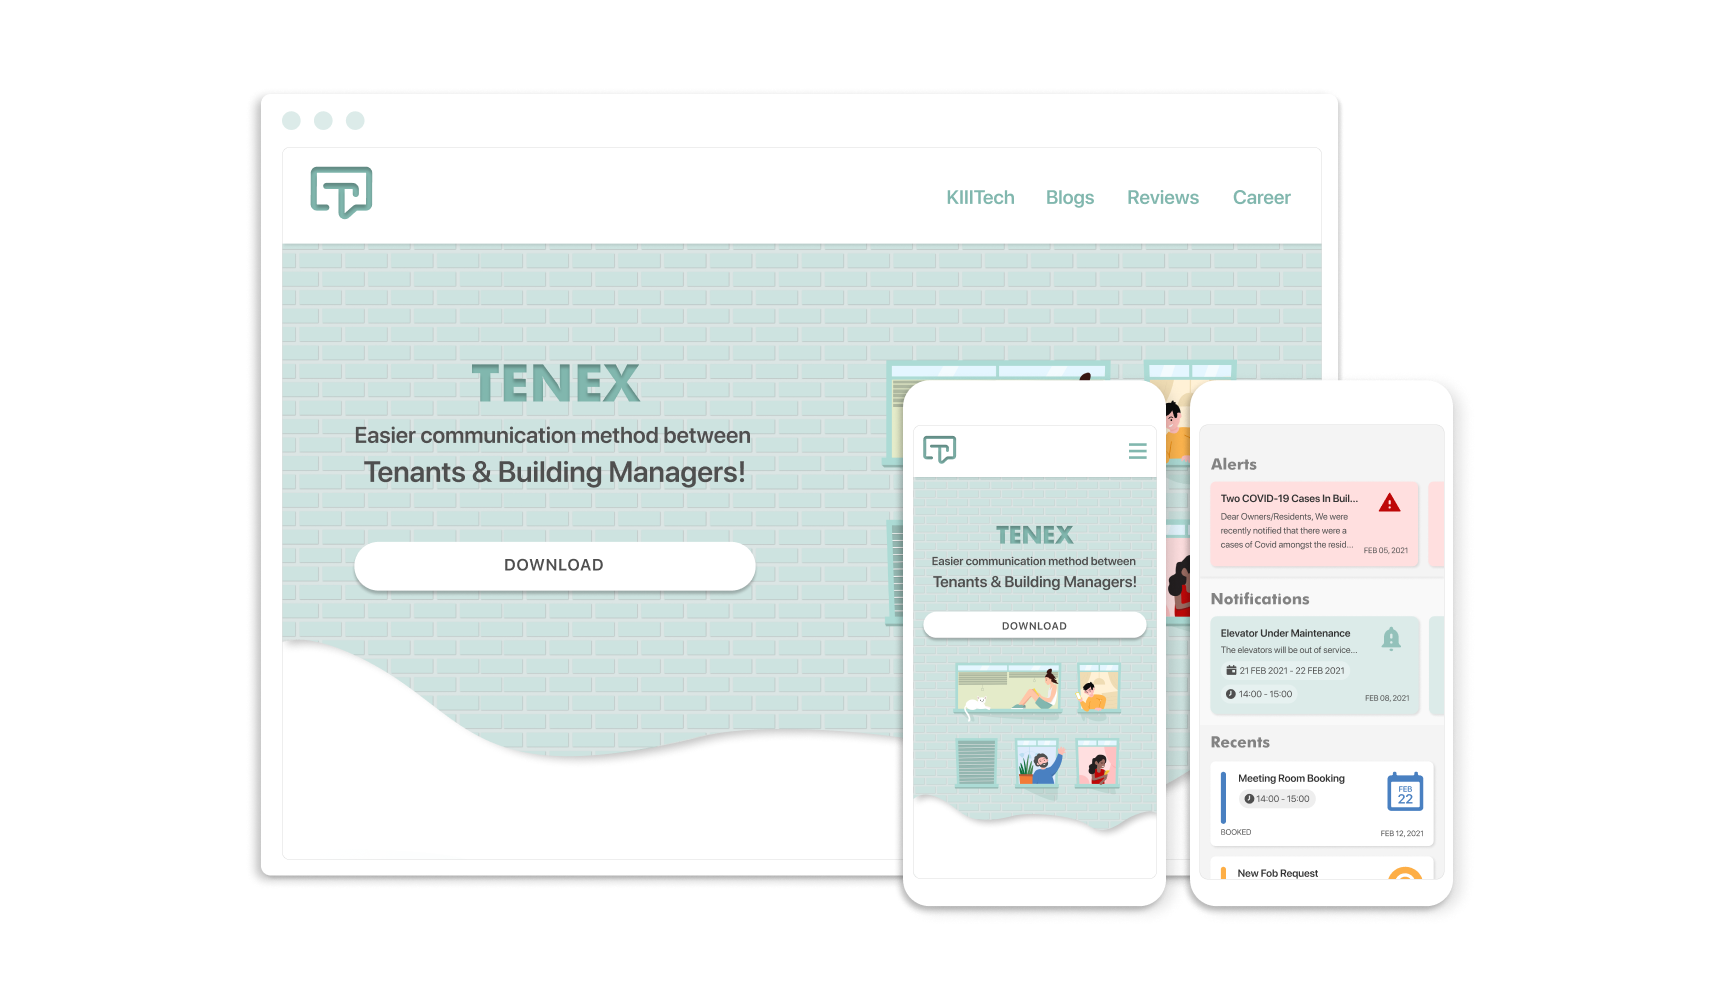 KIIITech Blogs Reviews Career
TENEX
Easier communication method between
Tenants & Building Managers!
DOWNLOAD
TENEX
Easier communication method between
Tenants & Building Managers!
DOWNLOAD
Alerts
Two COVID-19 Cases In Buil...
Dear Owners/Residents, We were
recently notified that there were a
cases of Covid amongst the resid...
FEB 05, 2021
Notifications
Elevator Under Maintenance
The elevators will be out of service...
21 FEB 2021 - 22 FEB 2021
14:00 - 15:00
FEB 08, 2021
Recents
Meeting Room Booking
14:00 - 15:00
FEB
22
BOOKED
FEB 12, 2021
New Fob Request